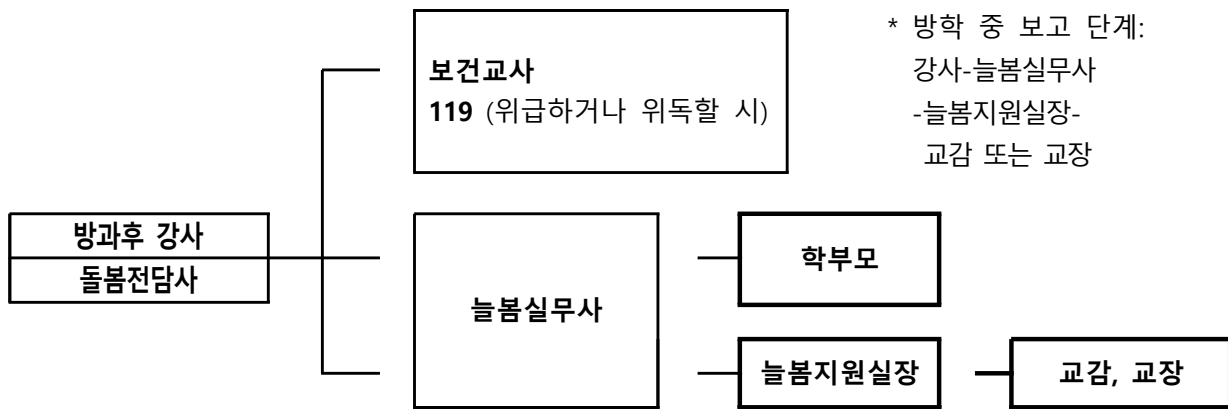 보건교사
119 (위급하거나 위독할 시)
* 방학 중 보고 단계:
강사-늘봄실무사
-늘봄지원실장-
교감 또는 교장
방과후 강사
돌봄전담사
늘봄실무사
학부모
늘봄지원실장
교감, 교장